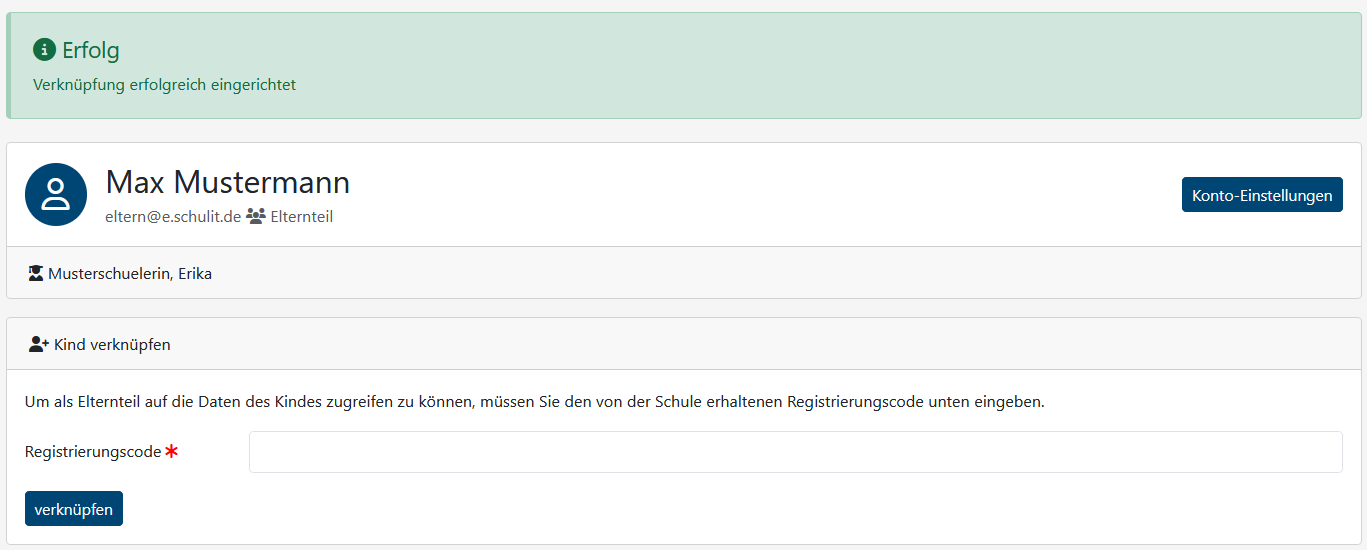 Erfolg
Verknüpfung erfolgreich eingerichtet
Max Mustermann
eltern@e.schulit.de Elternteil
Konto-Einstellungen
Musterschuelerin, Erika
Kind verknüpfen
Um als Elternteil auf die Daten des Kindes zugreifen zu können, müssen Sie den von der Schule erhaltenen Registrierungscode unten eingeben.
Registrierungscode *
verknüpfen